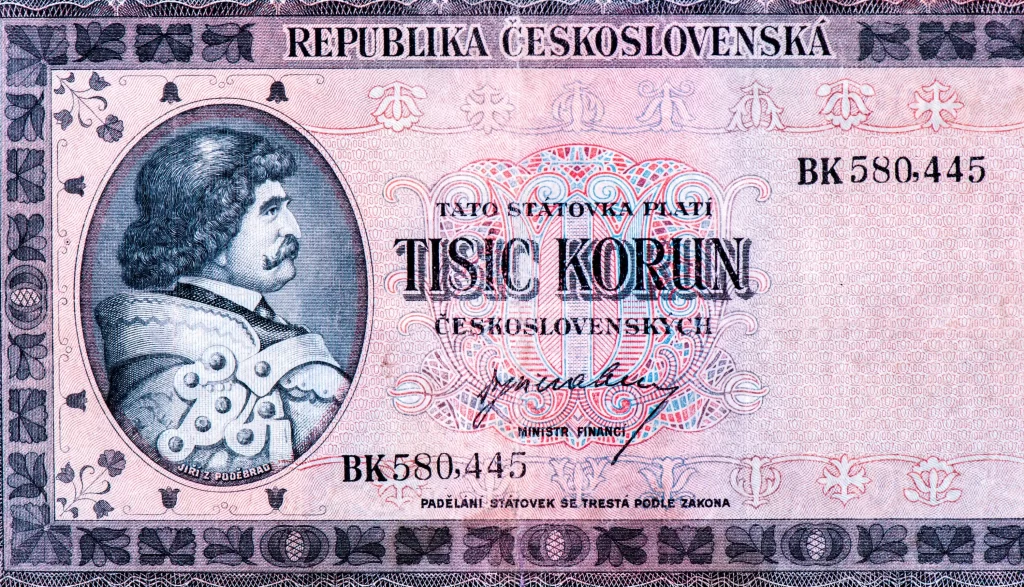 REPUBLIKA ČESKOSLOVENSKÁ
BK 580,445
TATO STÁTOVKA PLATÍ
TISÍC KORUN
ČESKOSLOVENSKÝCH
MINISTR FINANCÍ
JIŘÍ Z PODĚBRAD
BK 580,445
PADĚLÁNÍ STÁTOVEK SE TRESTÁ PODLE ZÁKONA